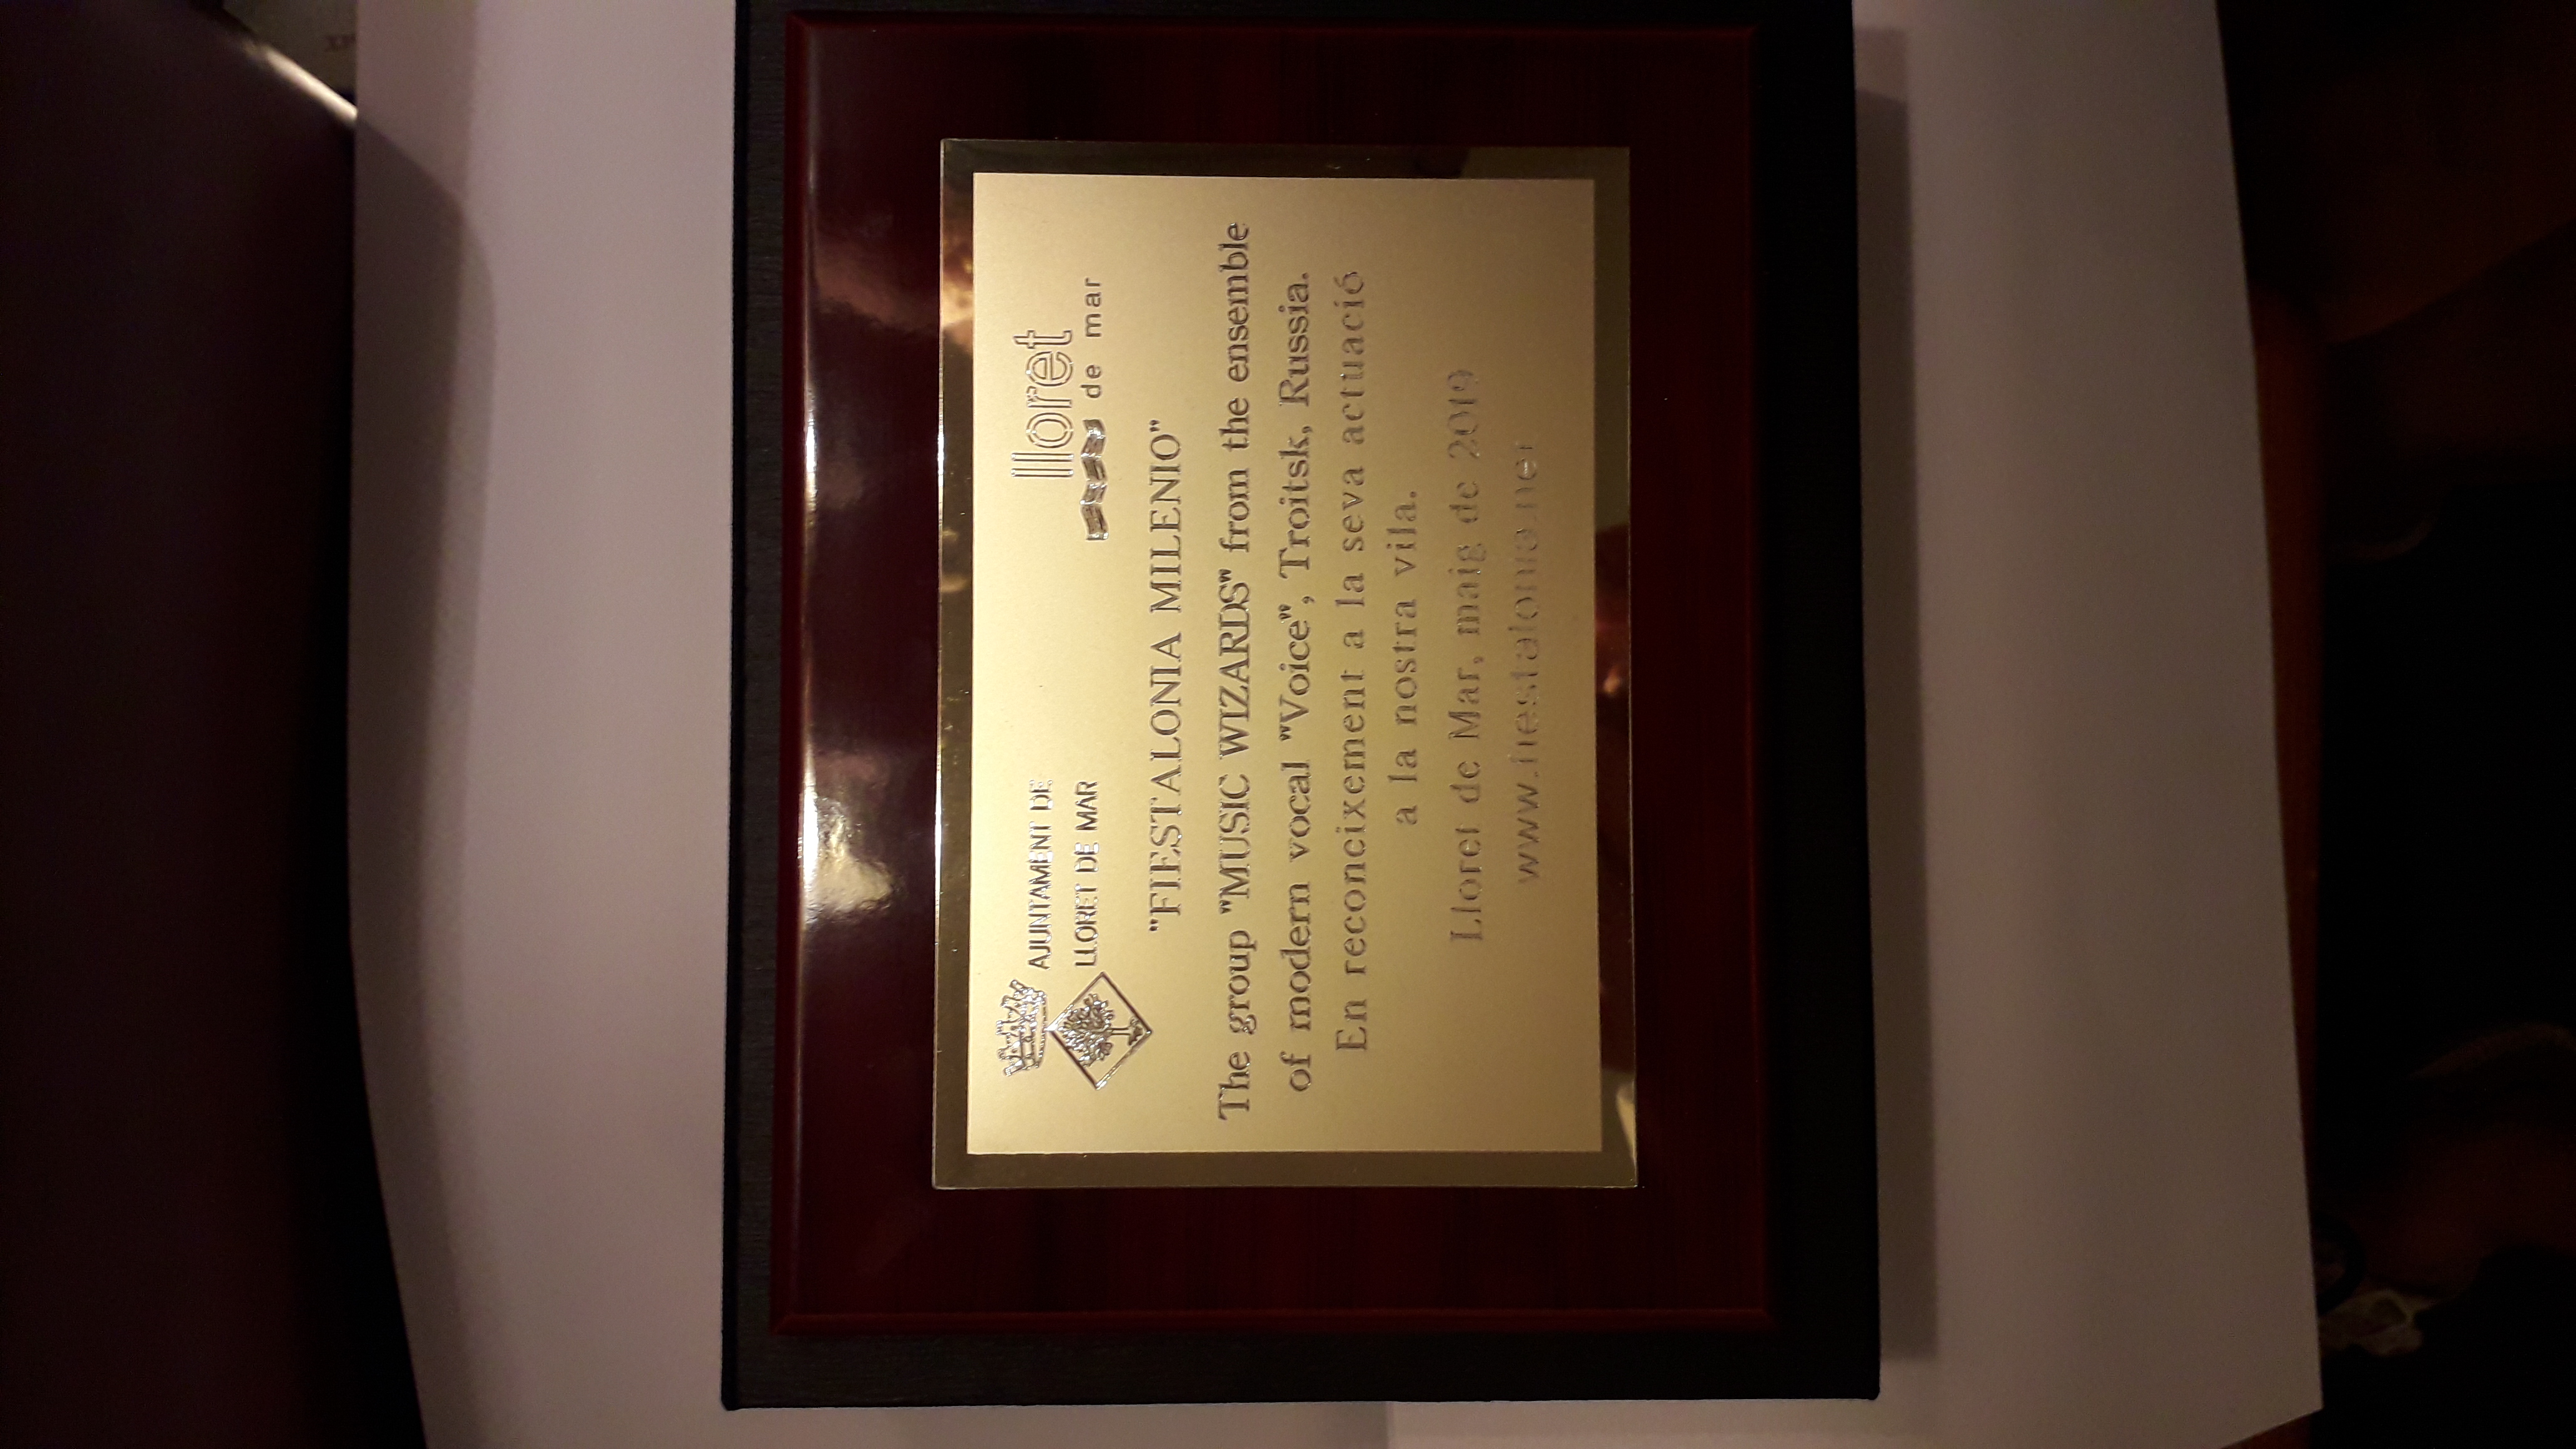 AJUNTAMENT DE
LLORET DE MAR
lloret
de mar
"FIESTALONIA MILENIO"
The group "MUSIC WIZARDS" from the ensemble
of modern vocal "Voice", Troitsk, Russia.
En reconeixement a la seva actuació
a la nostra vila.
Lloret de Mar, maig de 2019
www.fiestalonia.net